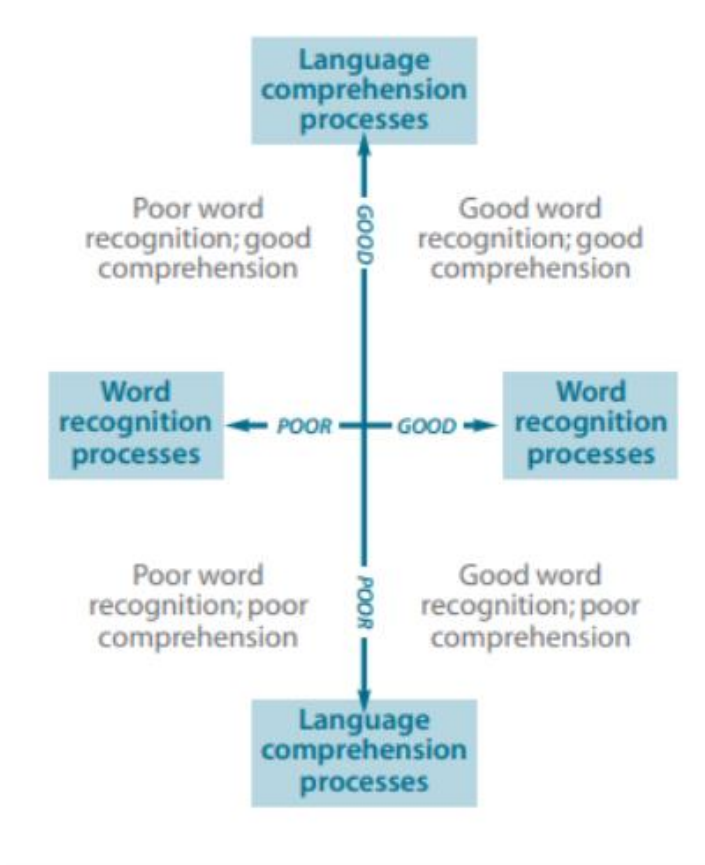 Language
comprehension
processes
Poor word
recognition; good
comprehension
GOOD
Good word
recognition; good
comprehension
Word
recognition
processes
POOR
GOOD
Word
recognition
processes
Poor word
recognition; poor
comprehension
POOR
Good word
recognition; poor
comprehension
Language
comprehension
processes